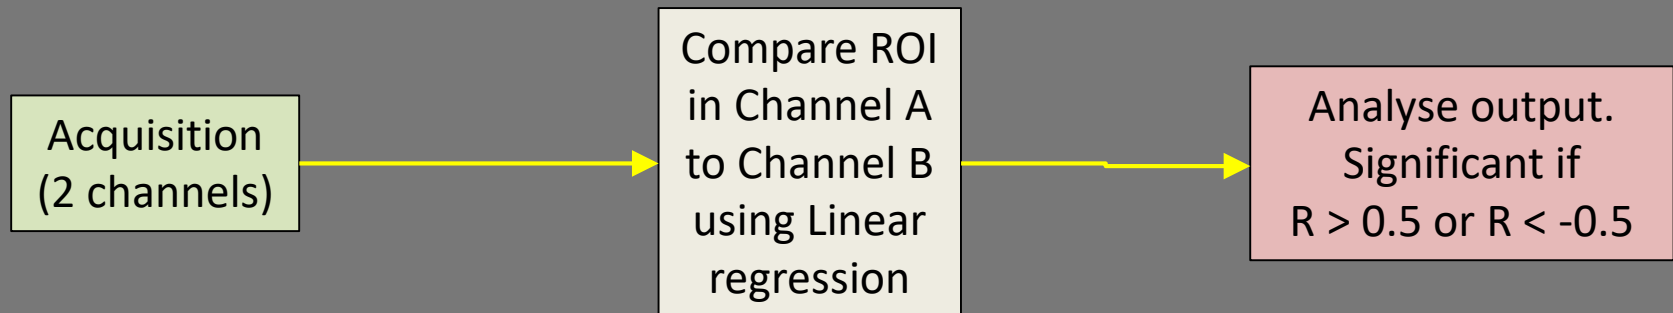 Acquisition
(2 channels)
Compare ROI
in Channel A
to Channel B
using Linear
regression
Analyse output.
Significant if
R > 0.5 or R < -0.5